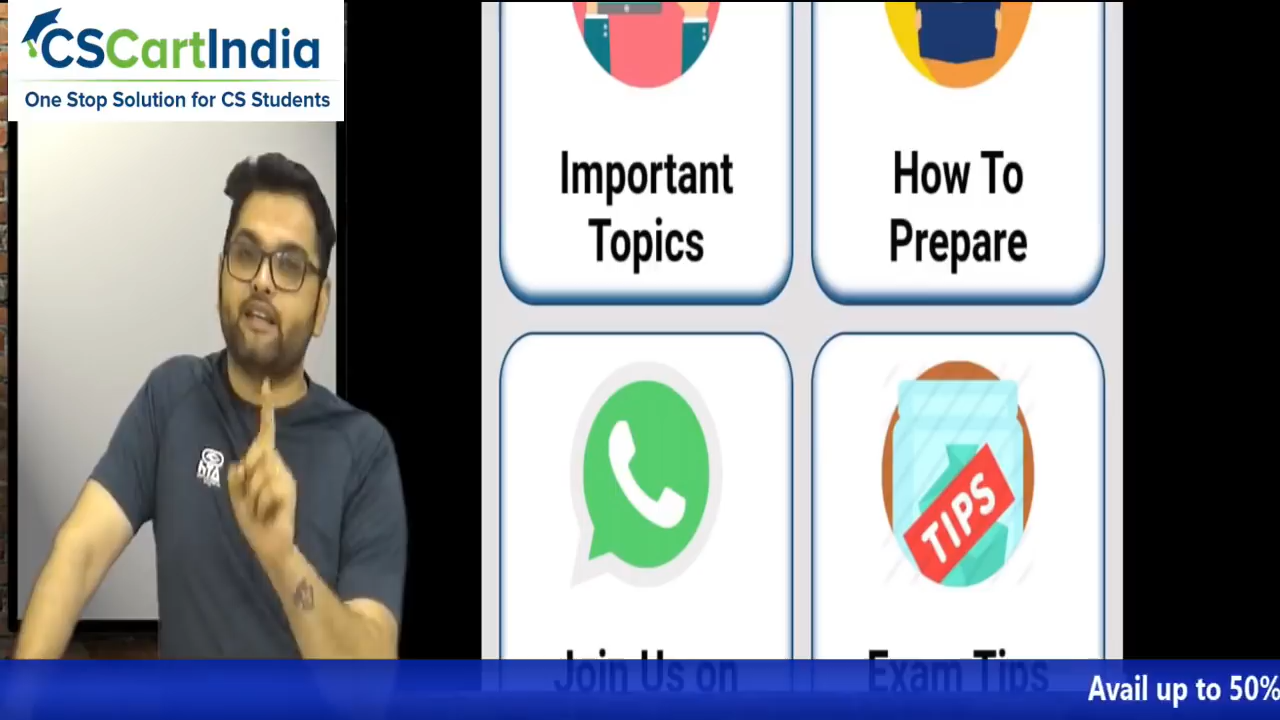 CSCartIndia
One Stop Solution for CS Students
Important
Topics
How To
Prepare
TIPS
Join Us on
Exam Tips
Avail up to 50%